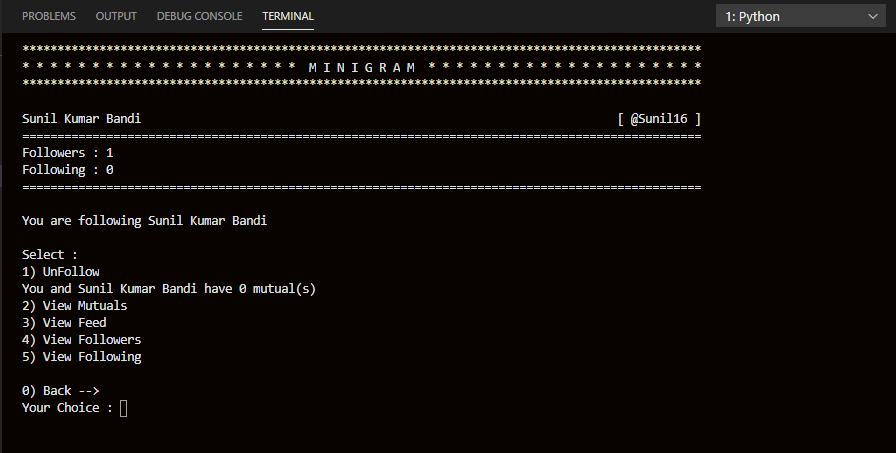 PROBLEMS OUTPUT DEBUG CONSOLE TERMINAL 1: Python
*************************************************************************************************
* * * * * * * * * * * * * * * * * * * * M I N I G R A M * * * * * * * * * * * * * * * * * * * *
*************************************************************************************************
Sunil Kumar Bandi [ @Sunil16 ]
=================================================================================================
Followers : 1
Following : 0
=================================================================================================
You are following Sunil Kumar Bandi
Select :
1) UnFollow
You and Sunil Kumar Bandi have 0 mutual(s)
2) View Mutuals
3) View Feed
4) View Followers
5) View Following
0) Back -->
Your Choice :